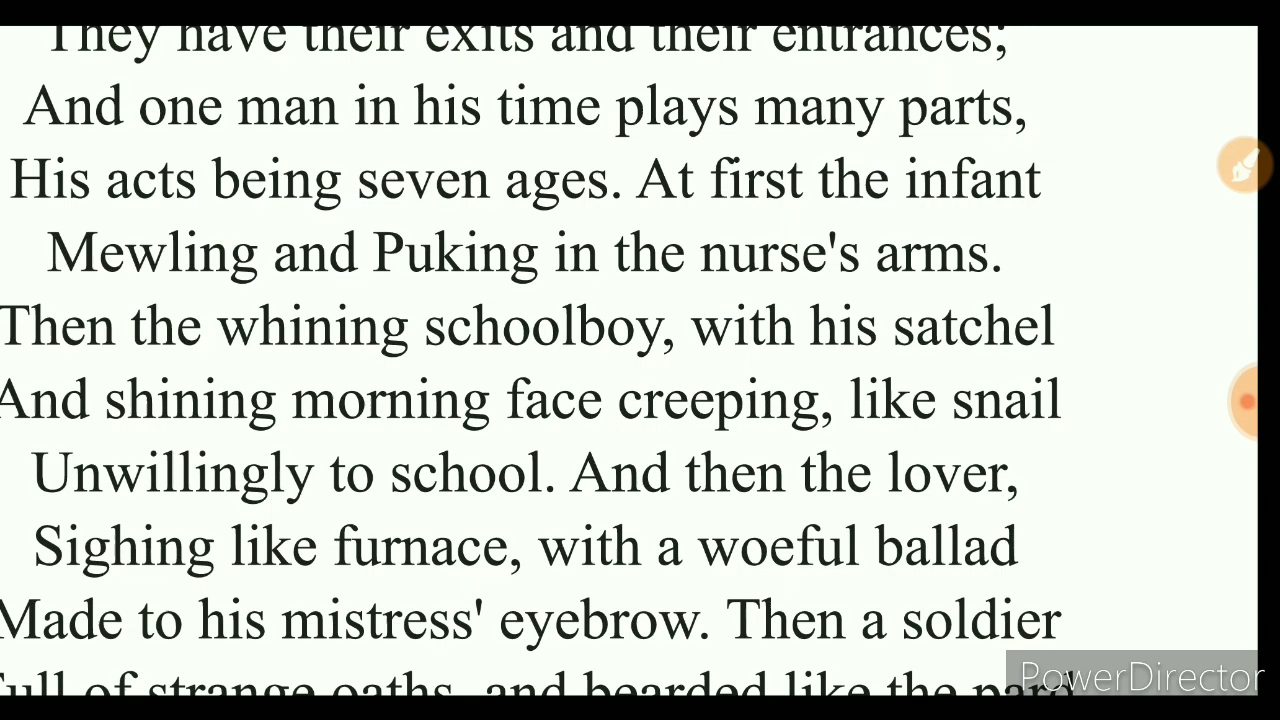 They have their exits and their entrances;
And one man in his time plays many parts,
His acts being seven ages. At first the infant
Mewling and Puking in the nurse's arms.
Then the whining schoolboy, with his satchel
And shining morning face creeping, like snail
Unwillingly to school. And then the lover,
Sighing like furnace, with a woeful ballad
Made to his mistress' eyebrow. Then a soldier
Full of strange oaths, and bearded like the pard
PowerDirector